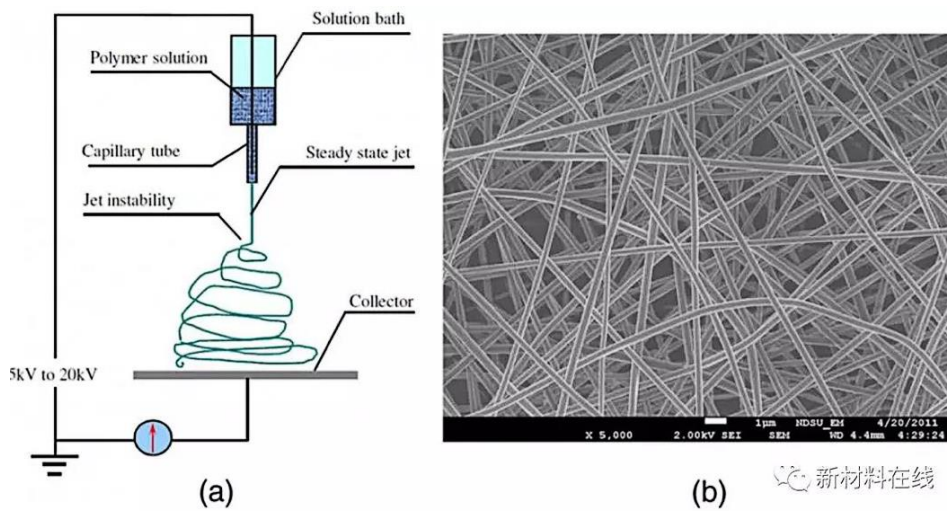 Solution bath
Polymer solution
Capillary tube
Steady state jet
Jet instability
Collector
5kV to 20kV
(a)
1μm NDSU_EM 4/20/2011
X 5,000 2.00kV SEI SEM WD 4.4mm 4:29:24
(b)
新材料在线